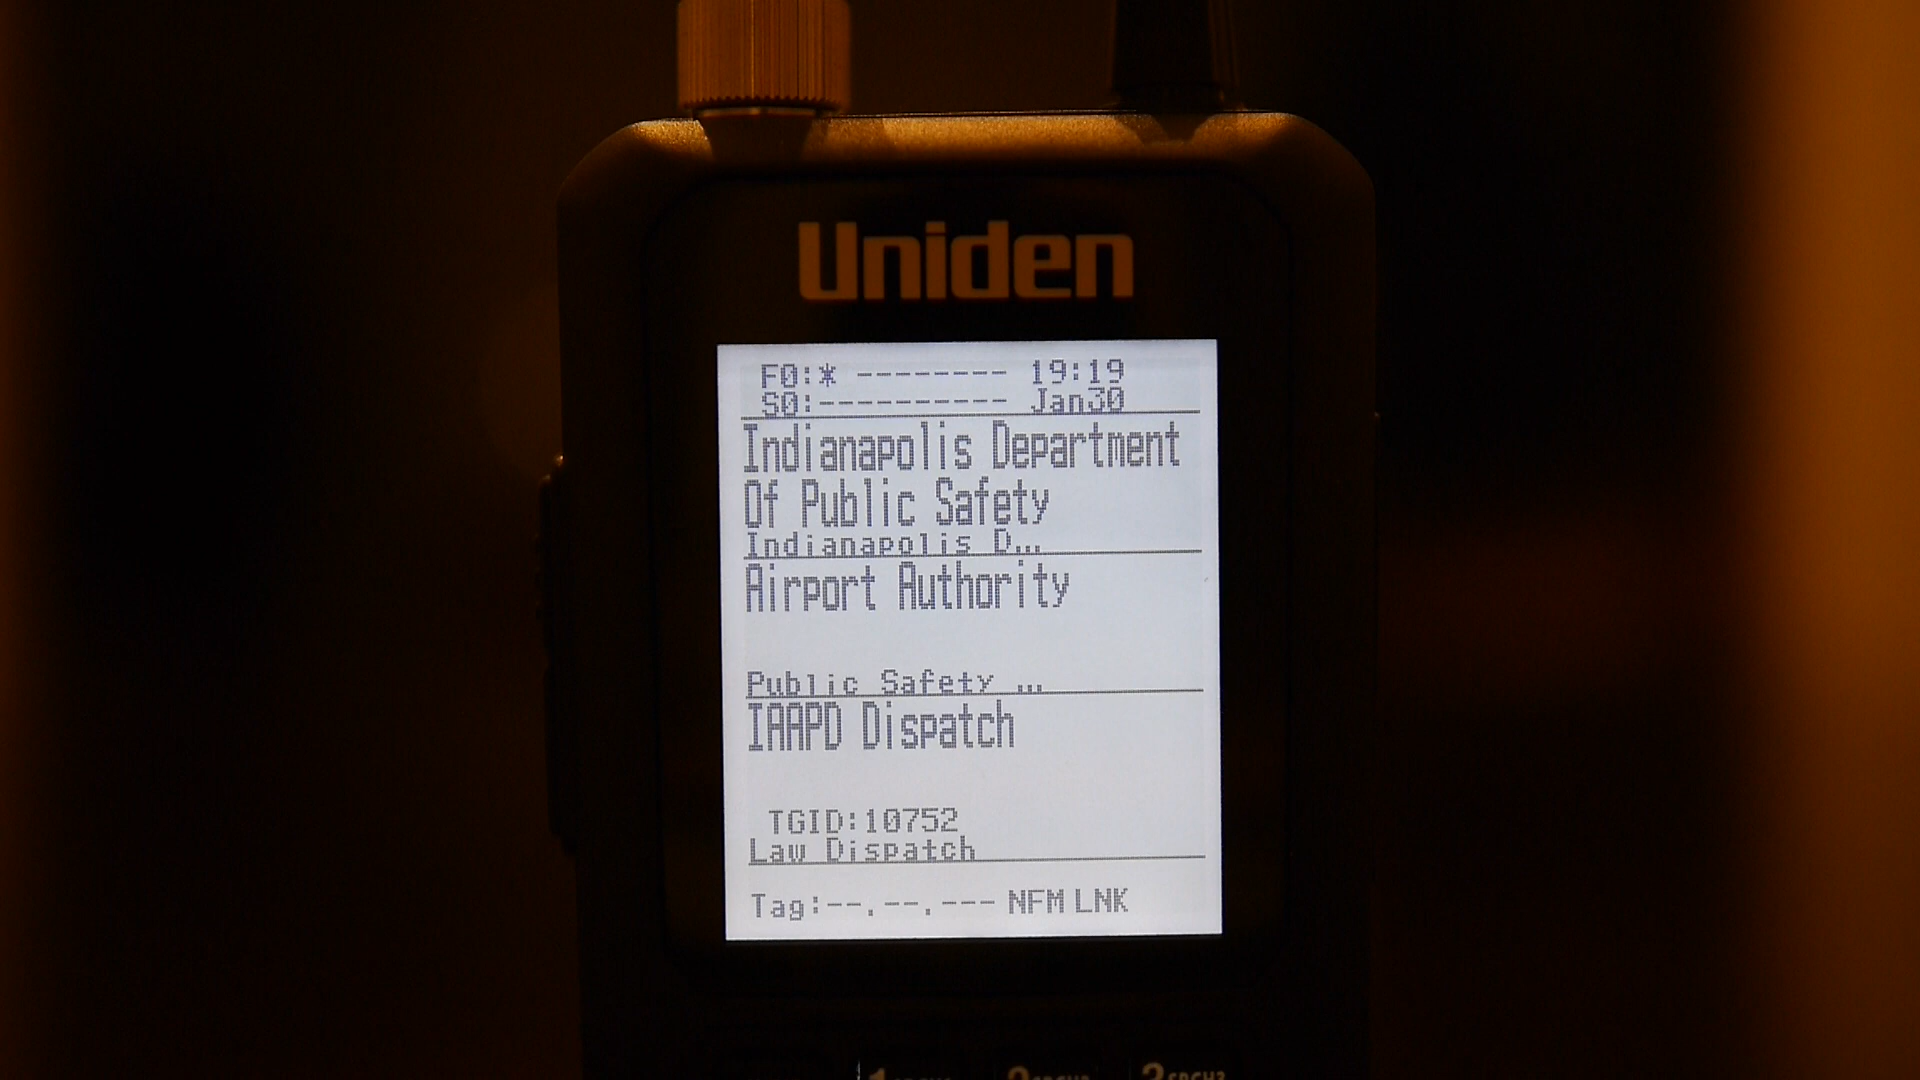 Uniden
F0:* -------- 19:19
S0:---------- Jan30
Indianapolis Department
Of Public Safety
Indianapolis D...
Airport Authority
Public Safety ...
IAAPD Dispatch
TGID:10752
Law Dispatch
Tag:--.--.--- NFM LNK